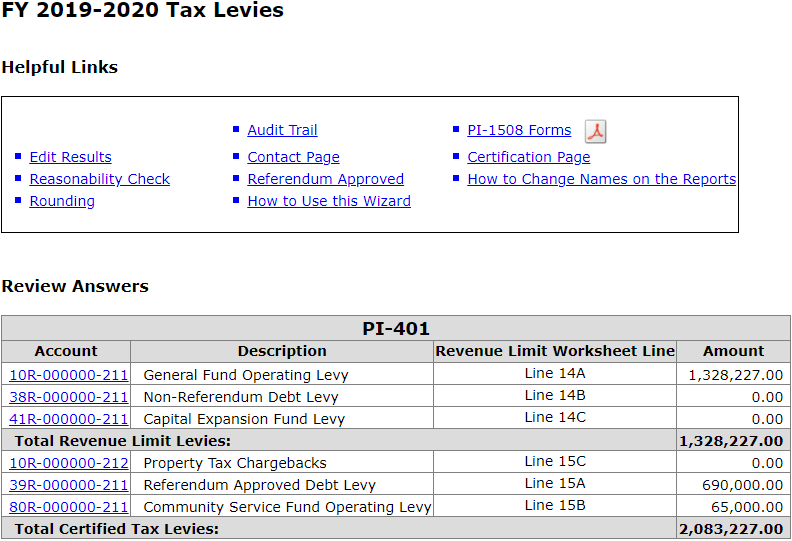 FY 2019-2020 Tax Levies
Helpful Links
Audit Trail PI-1508 Forms
Edit Results Contact Page Certification Page
Reasonability Check Referendum Approved How to Change Names on the Reports
Rounding How to Use this Wizard
Review Answers
PI-401
Account Description Revenue Limit Worksheet Line Amount
10R-000000-211 General Fund Operating Levy Line 14A 1,328,227.00
38R-000000-211 Non-Referendum Debt Levy Line 14B 0.00
41R-000000-211 Capital Expansion Fund Levy Line 14C 0.00
Total Revenue Limit Levies: 1,328,227.00
10R-000000-212 Property Tax Chargebacks Line 15C 0.00
39R-000000-211 Referendum Approved Debt Levy Line 15A 690,000.00
80R-000000-211 Community Service Fund Operating Levy Line 15B 65,000.00
Total Certified Tax Levies: 2,083,227.00